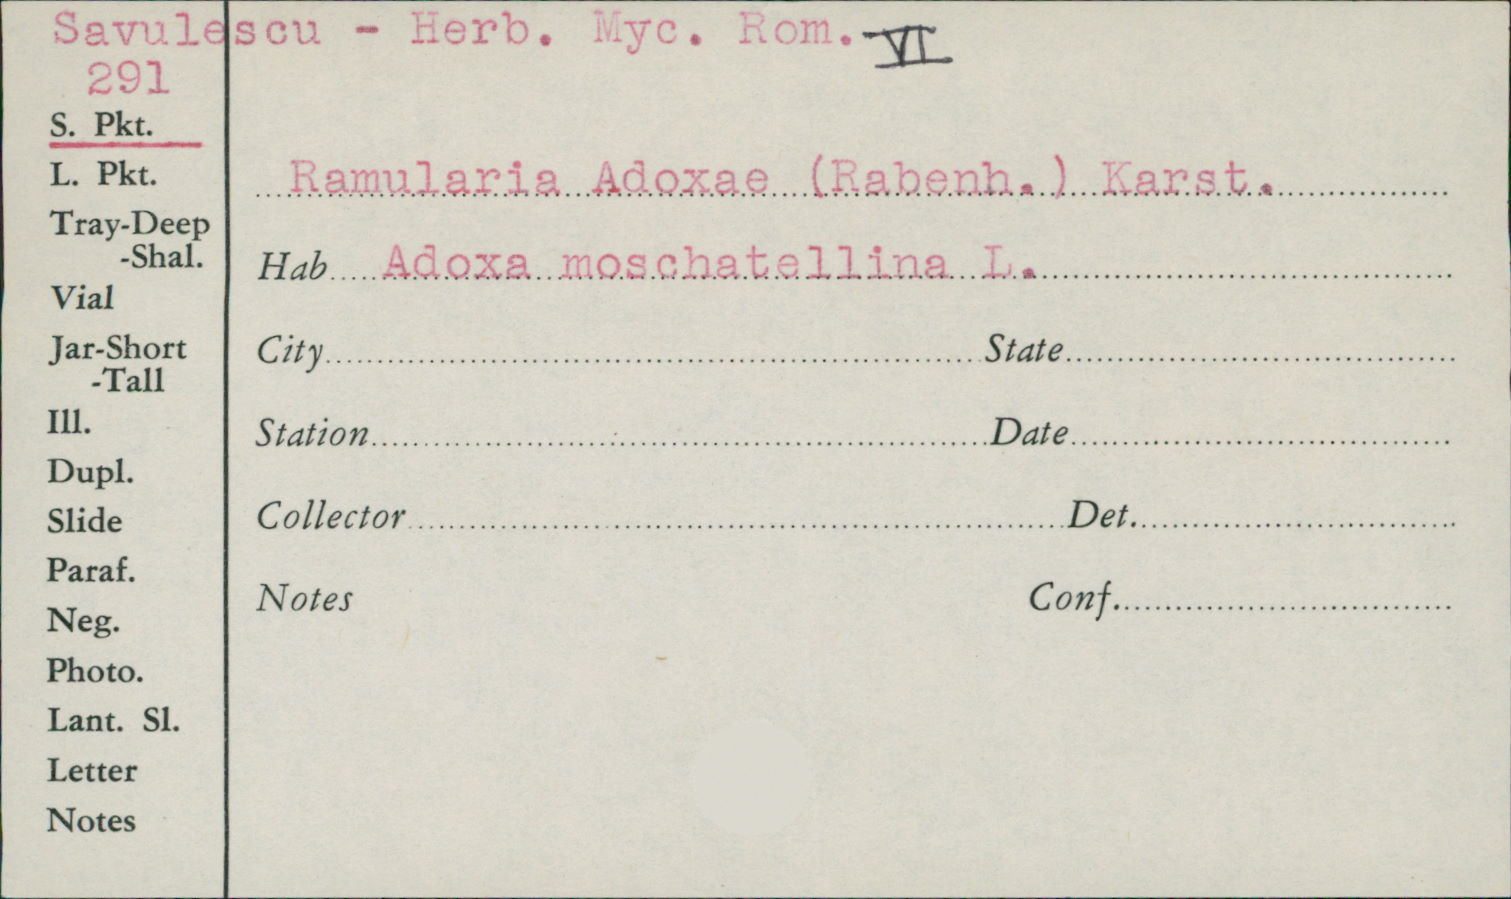 Savulescu - Herb. Myc. Rom. - VI
291
S. Pkt.
L. Pkt.
Tray-Deep
-Shal.
Vial
Jar-Short
-Tall
Ill.
Dupl.
Slide
Paraf.
Neg.
Photo.
Lant. Sl.
Letter
Notes
Ramularia Adoxae (Rabenh.) Karst.
Hab Adoxa moschatellina L.
City State
Station Date
Collector Det.
Notes Conf.